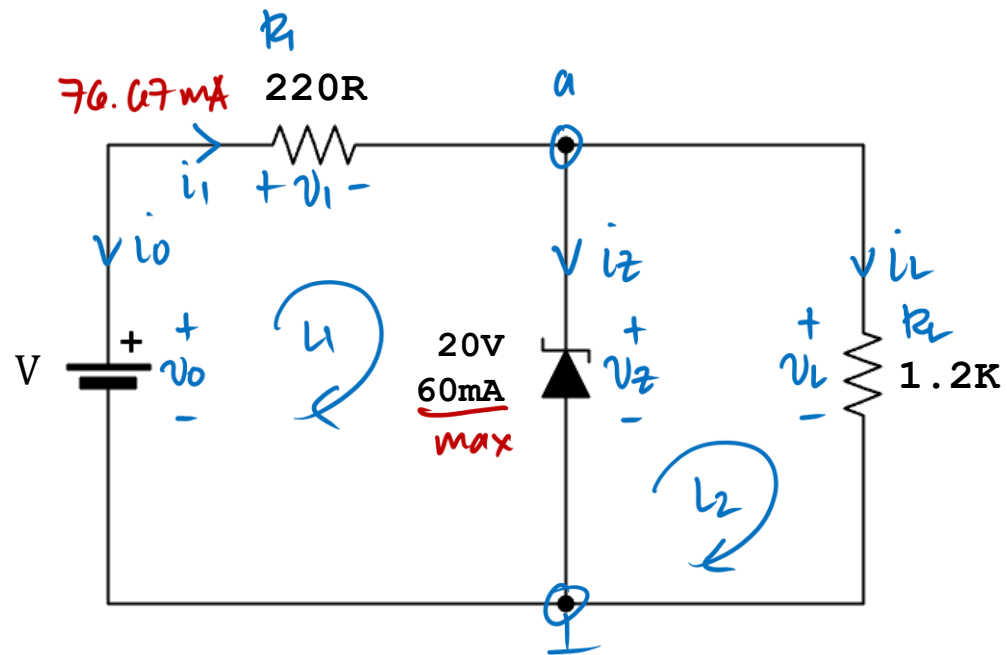 R1
76.67mA
220R
a
i1
+ v1 -
i0
iz
iL
+
V
+
v0
-
L1
20V
60mA
max
+
vz
-
+
vL
-
RL
1.2K
L2